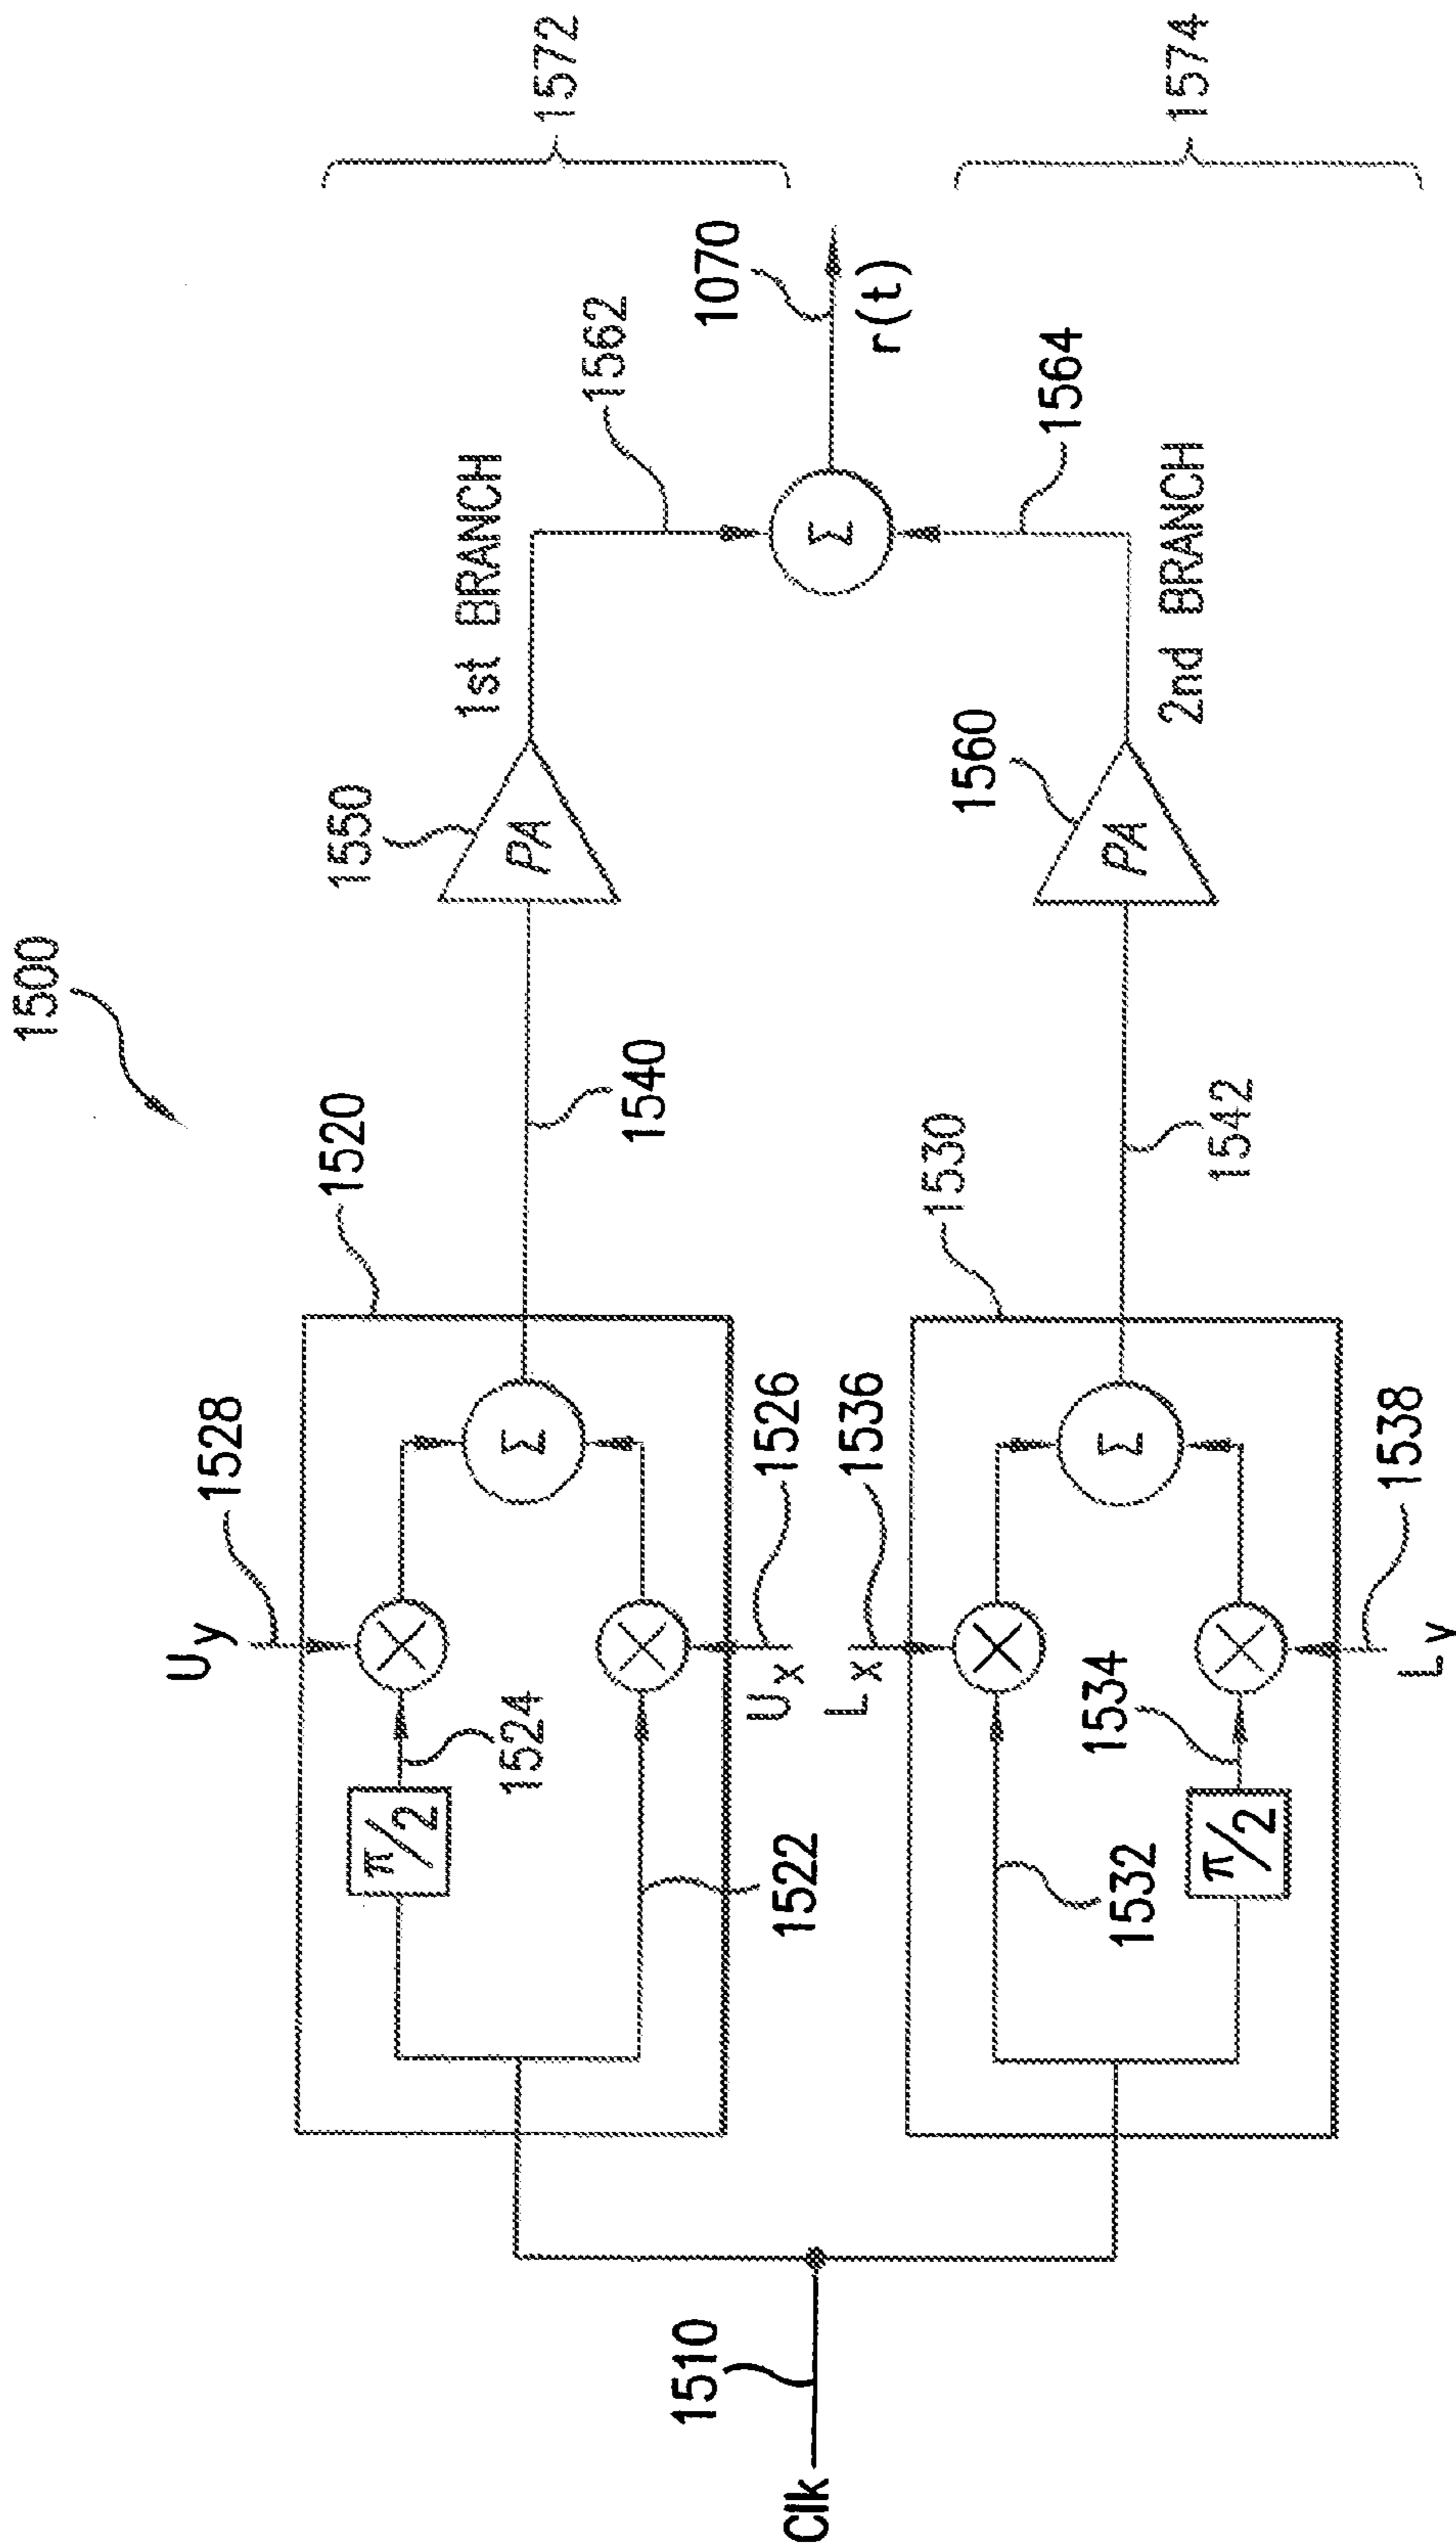 1500
1572
1574
1st BRANCH
1562
1070
r(t)
1564
2nd BRANCH
1550
PA
1560
PA
1540
1542
1520
1530
1528
Uy
Σ
1526
Ux
π/2
1524
1522
1536
Lx
Σ
1538
Ly
1534
1532
π/2
Σ
1510
Clk